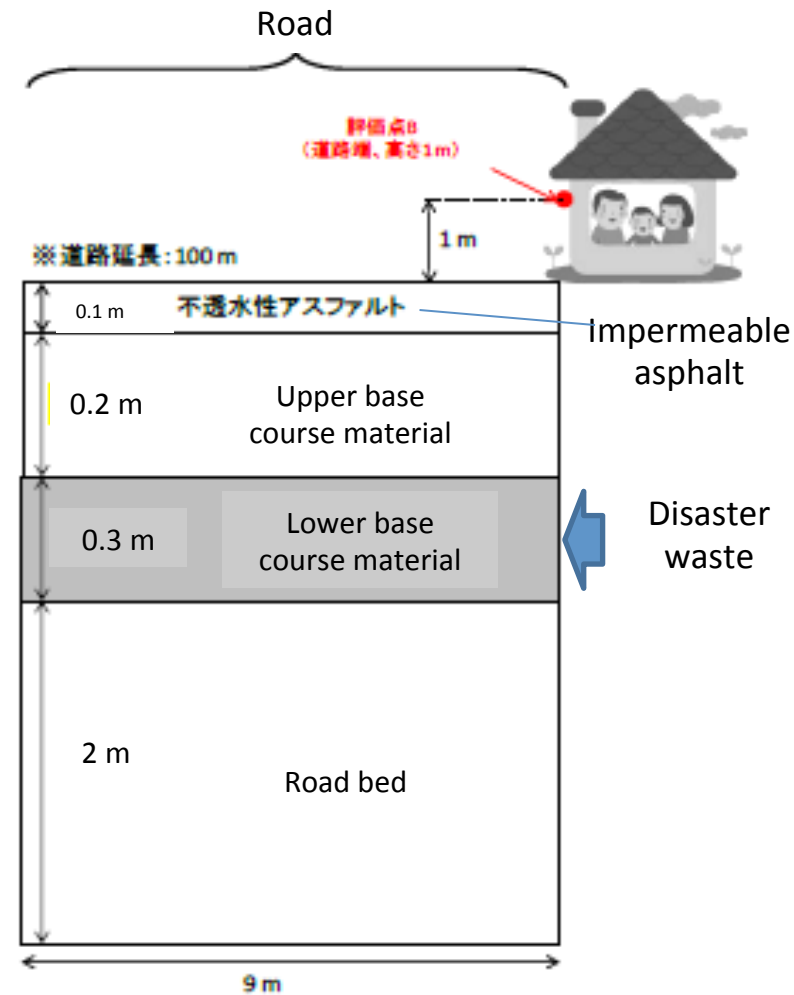 Road
評価点B
(道路端、高さ1m)
1 m
※道路延長:100 m
0.1 m
不透水性アスファルト
Impermeable
asphalt
0.2 m
Upper base
course material
0.3 m
Lower base
course material
Disaster
waste
2 m
Road bed
9 m